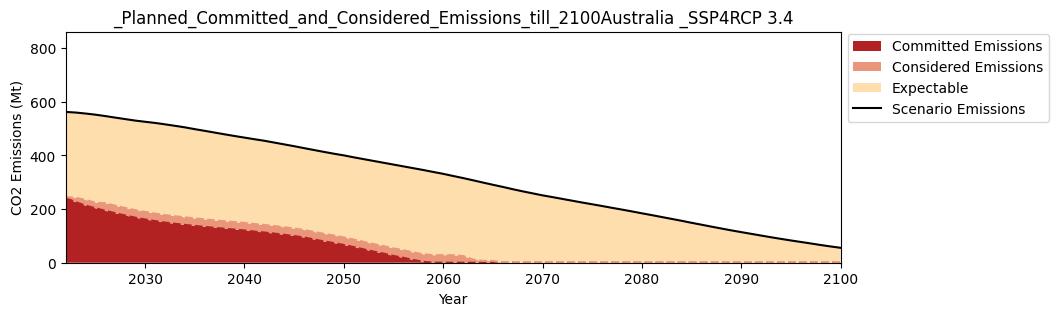 _Planned_Committed_and_Considered_Emissions_till_2100Australia _SSP4RCP 3.4
CO2 Emissions (Mt)
800
600
400
200
0
2030 2040 2050 2060 2070 2080 2090 2100
Year
Committed Emissions
Considered Emissions
Expectable
Scenario Emissions